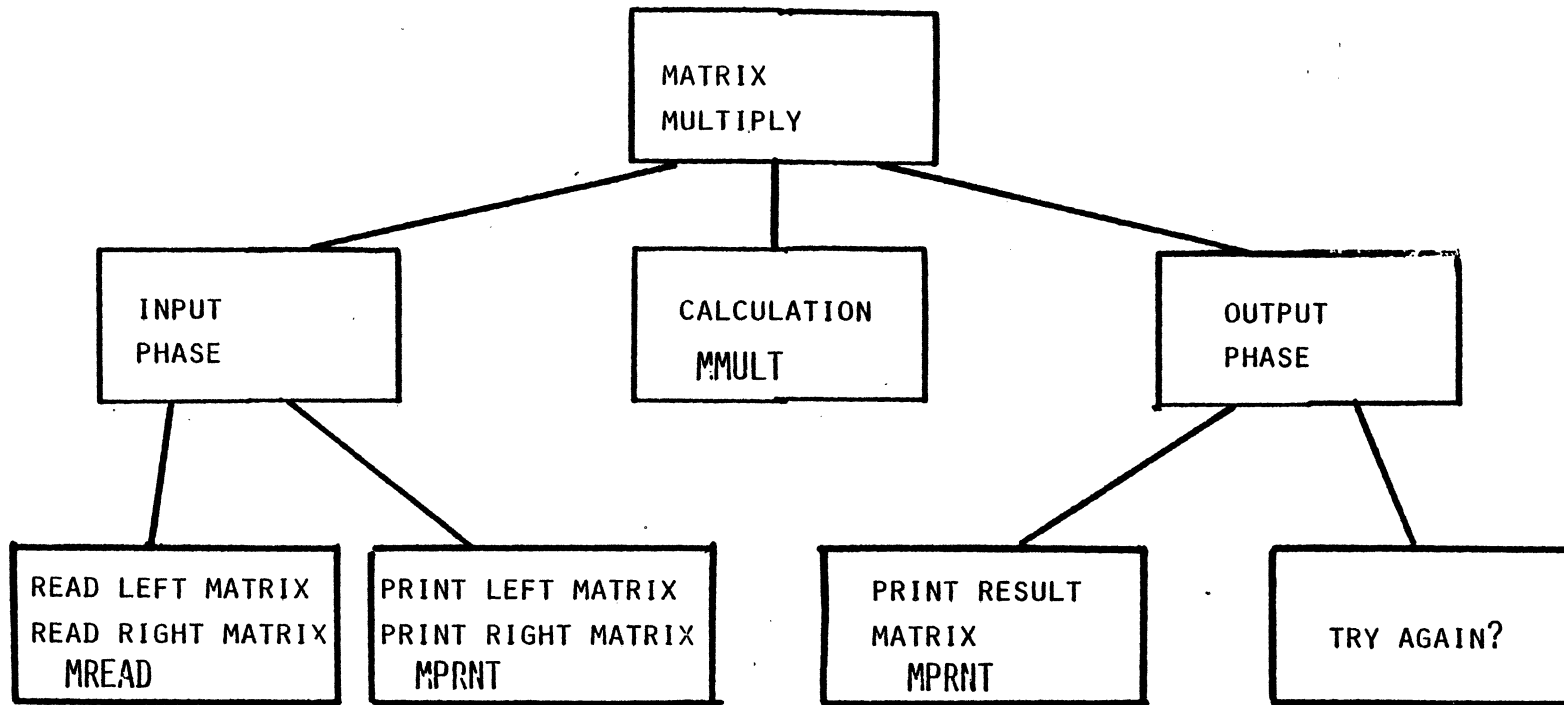 MATRIX
MULTIPLY
INPUT
PHASE
CALCULATION
MMULT
OUTPUT
PHASE
READ LEFT MATRIX
READ RIGHT MATRIX
MREAD
PRINT LEFT MATRIX
PRINT RIGHT MATRIX
MPRNT
PRINT RESULT
MATRIX
MPRNT
TRY AGAIN?